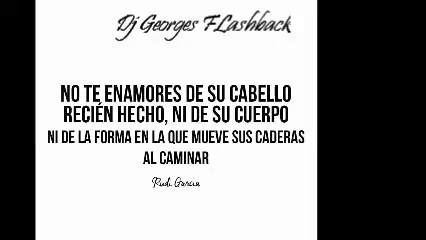 Dj Georges FLashback
NO TE ENAMORES DE SU CABELLO
RECIÉN HECHO, NI DE SU CUERPO
NI DE LA FORMA EN LA QUE MUEVE SUS CADERAS
AL CAMINAR
Rudi Garcia